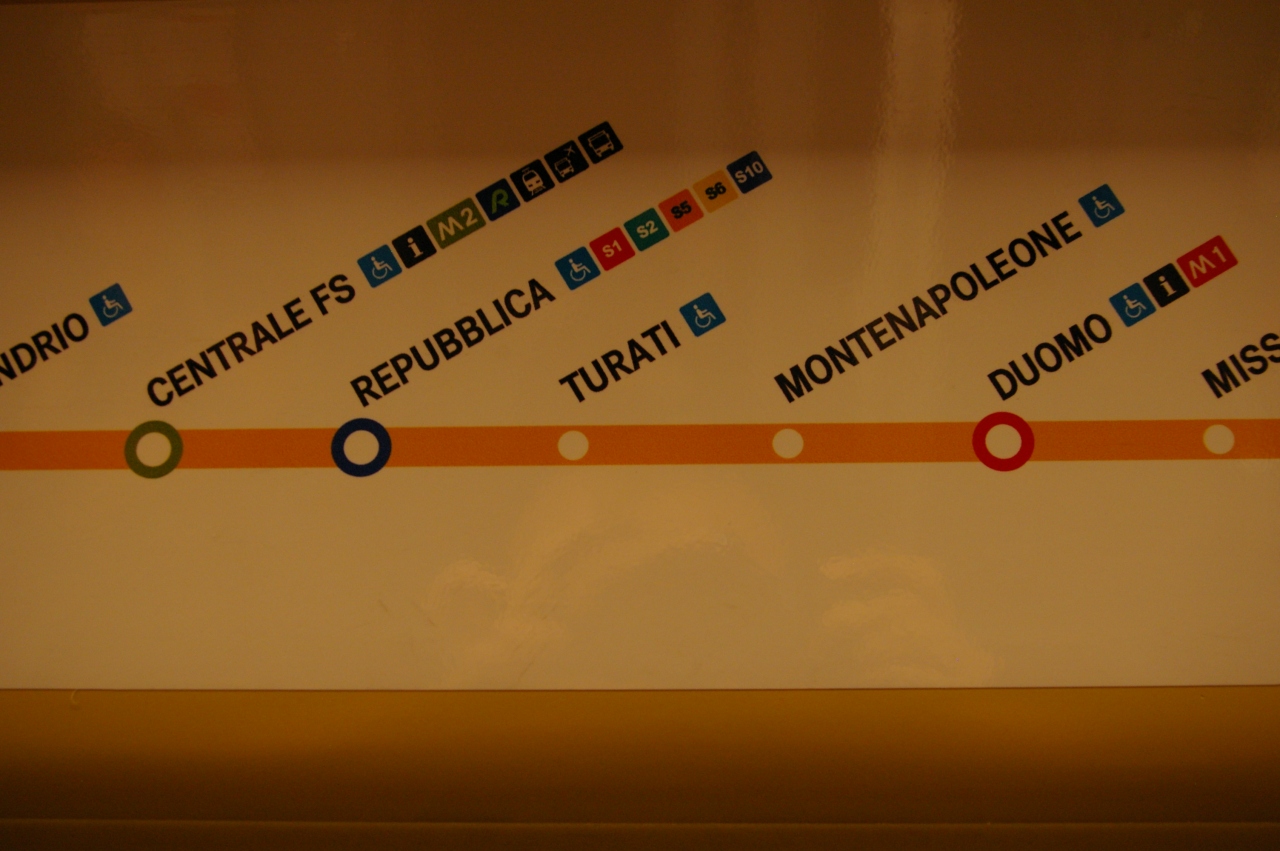 NDRIO
CENTRALE FS i M2 R
REPUBBLICA S1 S2 S5 S6 S10
TURATI
MONTENAPOLEONE
DUOMO i M1
MISS